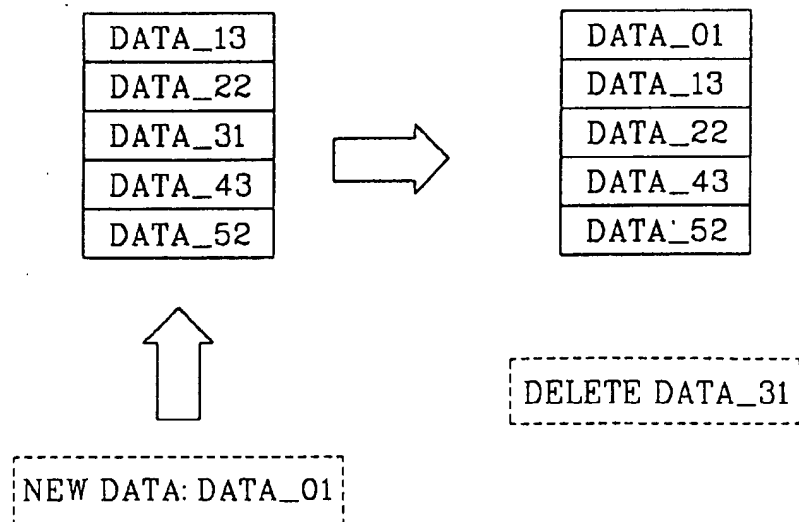 DATA_13
DATA_22
DATA_31
DATA_43
DATA_52
DATA_01
DATA_13
DATA_22
DATA_43
DATA_52
DELETE DATA_31
NEW DATA: DATA_01